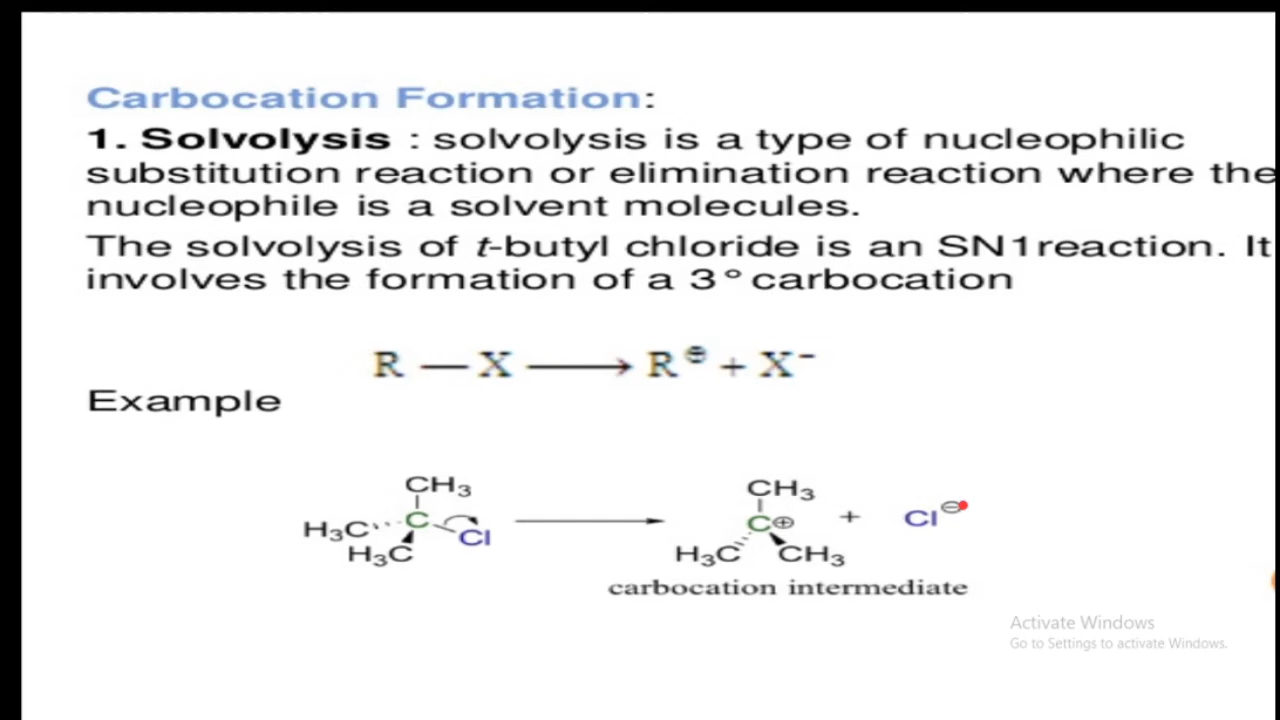 Carbocation Formation:
1. Solvolysis : solvolysis is a type of nucleophilic
substitution reaction or elimination reaction where the
nucleophile is a solvent molecules.
The solvolysis of t-butyl chloride is an SN1reaction. It
involves the formation of a 3° carbocation
R — X ⟶ R⊕ + X⁻
Example
CH₃ CH₃
H₃C C Cl ⟶ C⊕ + Cl⊖
H₃C H₃C CH₃
carbocation intermediate
Activate Windows
Go to Settings to activate Windows.